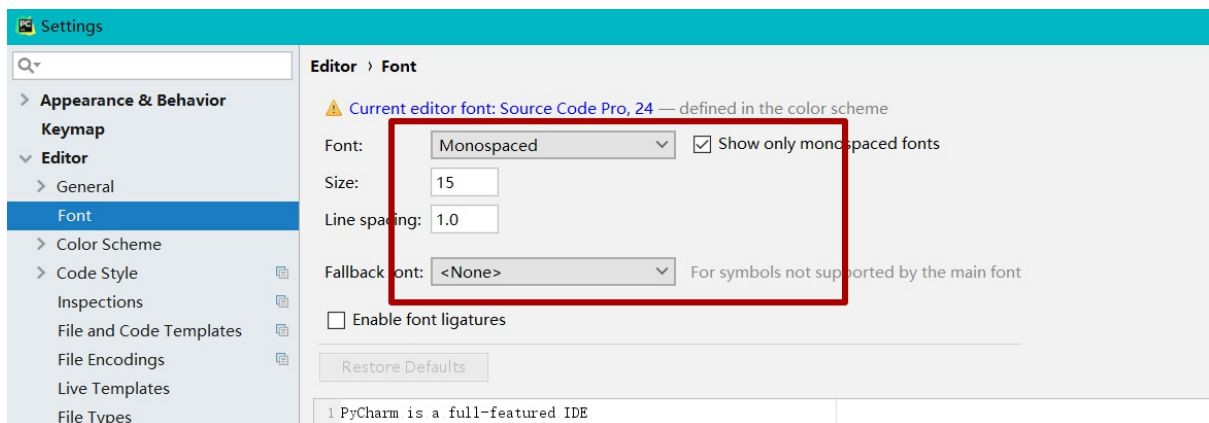 PC
Settings
Editor › Font
Appearance & Behavior
Keymap
Editor
General
Font
Color Scheme
Code Style
Inspections
File and Code Templates
File Encodings
Live Templates
File Types
Current editor font: Source Code Pro, 24 — defined in the color scheme
Font: Monospaced Show only monospaced fonts
Size: 15
Line spacing: 1.0
Fallback font: <None> For symbols not supported by the main font
Enable font ligatures
Restore Defaults
1 PyCharm is a full-featured IDE